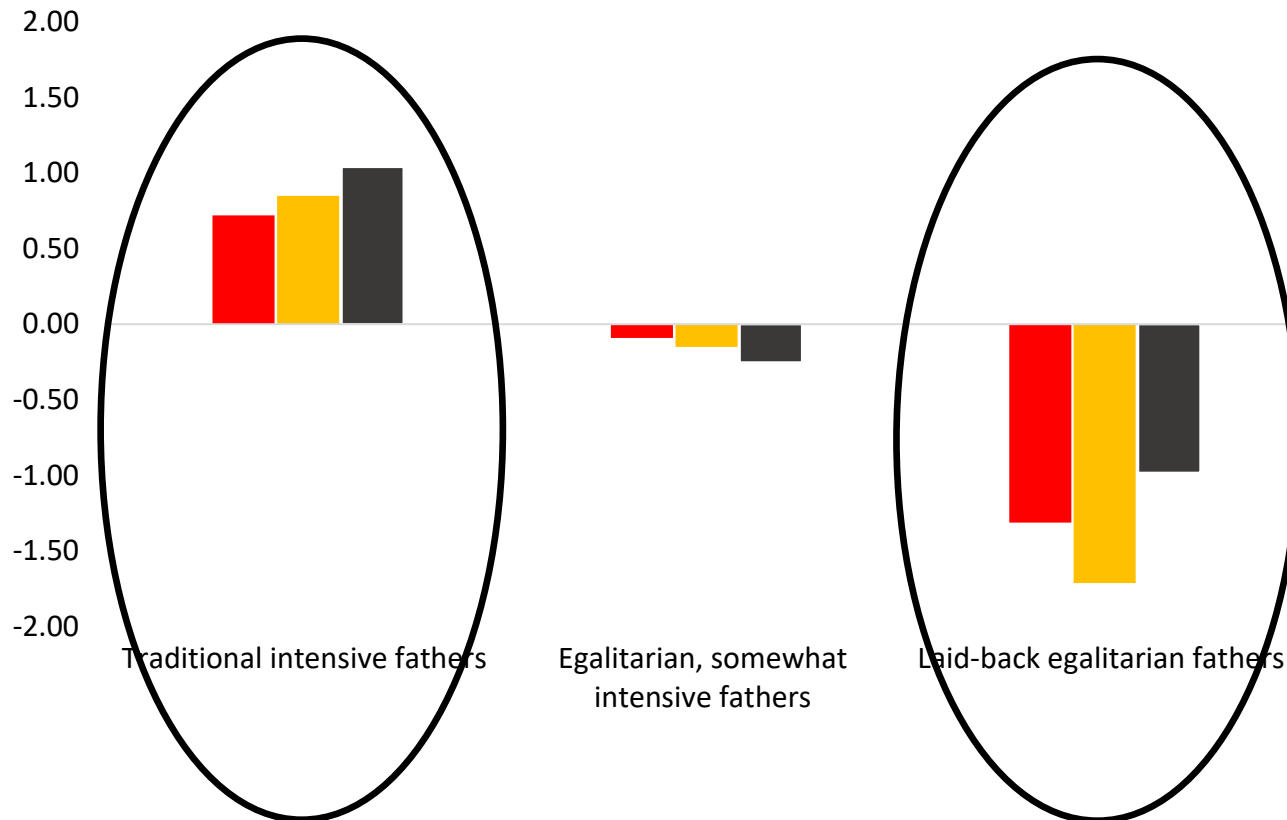 2.00
1.50
1.00
0.50
0.00
-0.50
-1.00
-1.50
-2.00
Traditional intensive fathers
Egalitarian, somewhat
intensive fathers
Laid-back egalitarian fathers